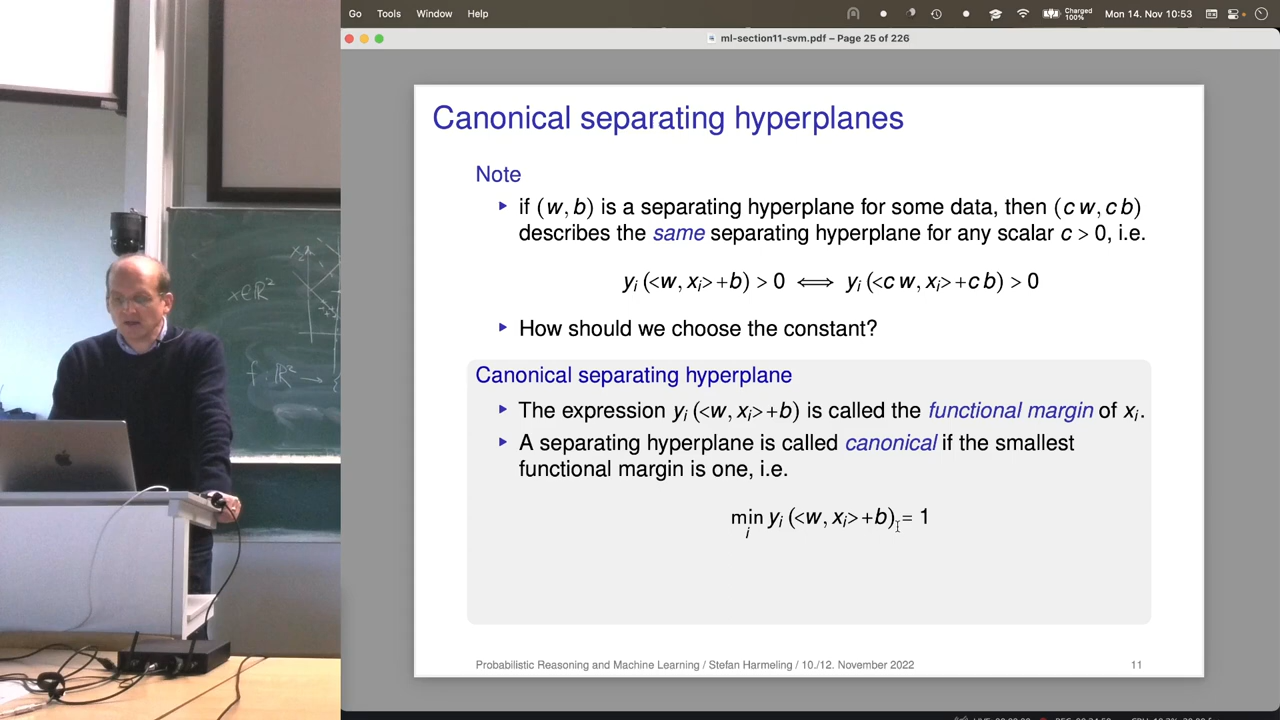 Go Tools Window Help
Charged 100% Mon 14. Nov 10:53
ml-section11-svm.pdf – Page 25 of 226
Canonical separating hyperplanes
Note
if (w, b) is a separating hyperplane for some data, then (c w, c b)
describes the same separating hyperplane for any scalar c > 0, i.e.
yᵢ (<w, xᵢ>+b) > 0 ⟺ yᵢ (<c w, xᵢ>+c b) > 0
How should we choose the constant?
Canonical separating hyperplane
The expression yᵢ (<w, xᵢ>+b) is called the functional margin of xᵢ.
A separating hyperplane is called canonical if the smallest
functional margin is one, i.e.
min yᵢ (<w, xᵢ>+b) = 1
i
Probabilistic Reasoning and Machine Learning / Stefan Harmeling / 10./12. November 2022 11
x∈ℝ²
f: ℝ² →